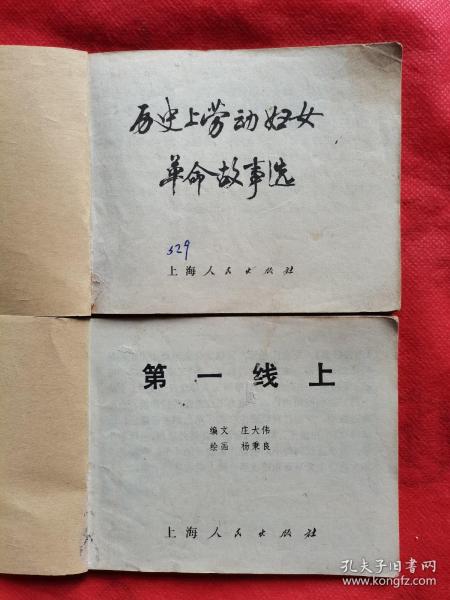 历史上劳动妇女
革命故事选
329
上海人民出版社
第一线上
编文 庄大伟
绘画 杨秉良
上海人民出版社
孔夫子旧书网
www.kongfz.com